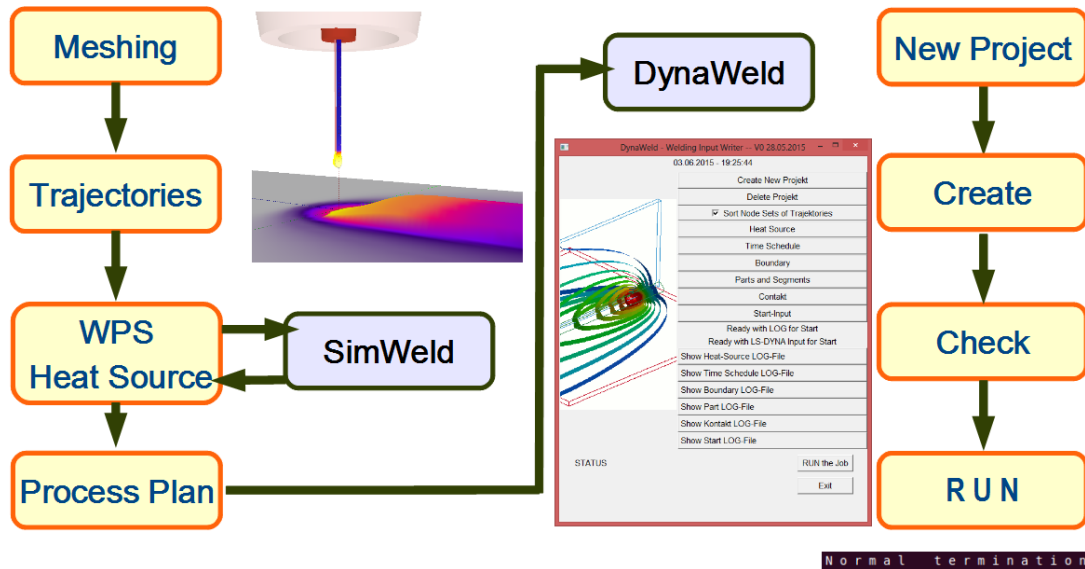 Meshing
Trajectories
WPS
Heat Source
Process Plan
SimWeld
DynaWeld
DynaWeld - Welding Input Writer -- V0 28.05.2015
03.06.2015 - 19:25:44
Create New Projekt
Delete Projekt
Sort Node Sets of Trajektories
Heat Source
Time Schedule
Boundary
Parts and Segments
Contakt
Start-Input
Ready with LOG for Start
Ready with LS-DYNA Input for Start
Show Heat-Source LOG-File
Show Time Schedule LOG-File
Show Boundary LOG-File
Show Part LOG-File
Show Kontakt LOG-File
Show Start LOG-File
STATUS
RUN the Job
Exit
New Project
Create
Check
R U N
Normal termination